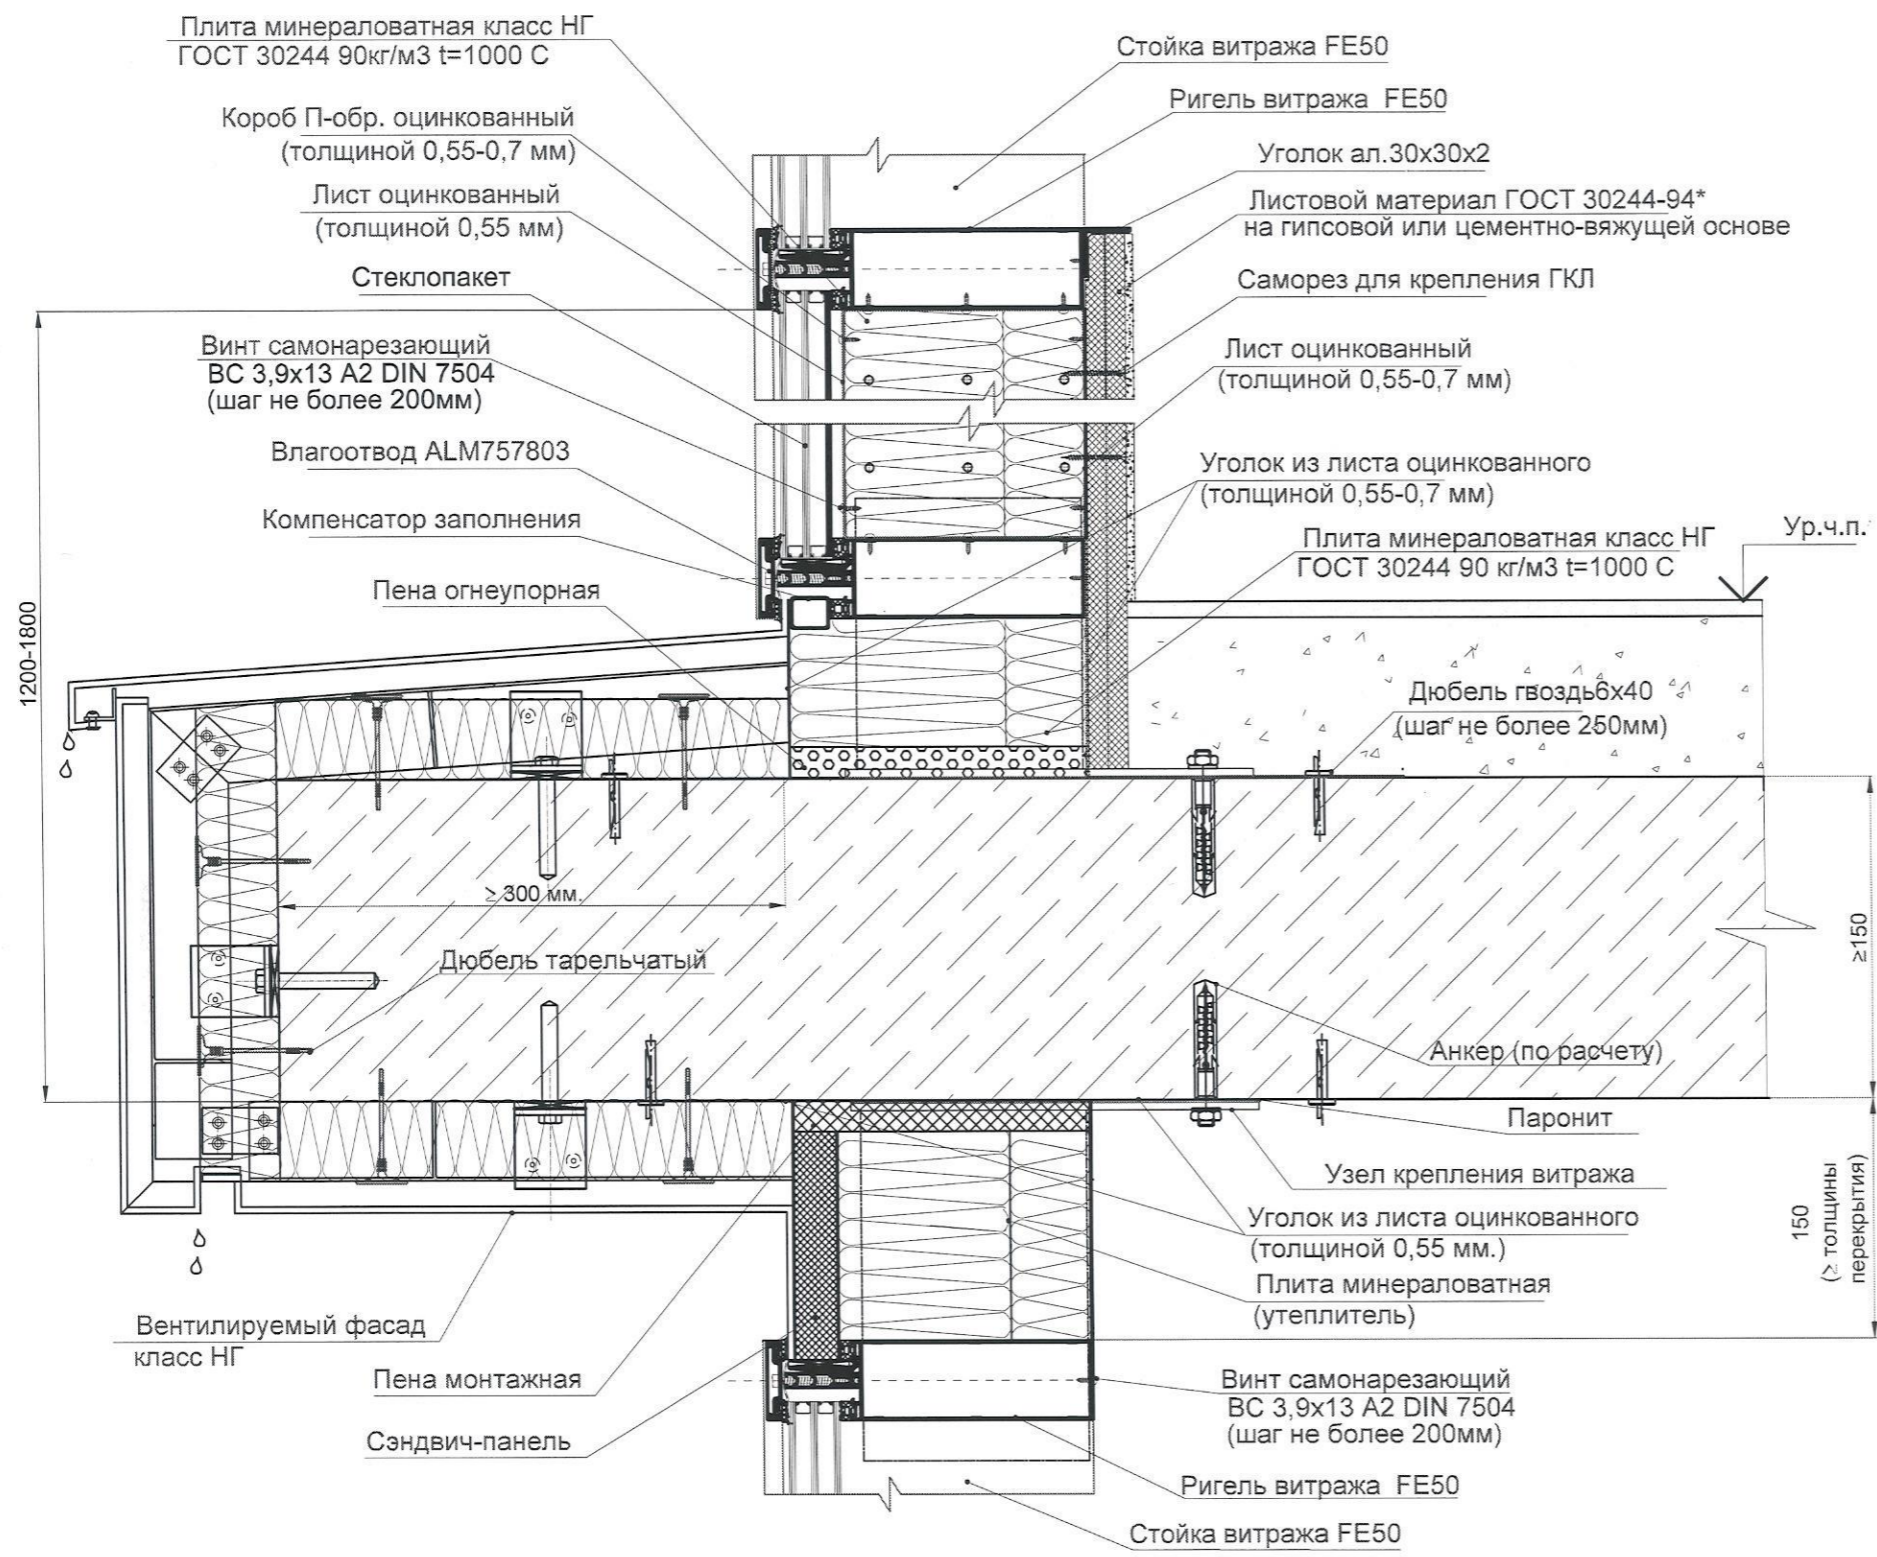 Плита минераловатная класс НГ
ГОСТ 30244 90кг/м3 t=1000 С
Короб П-обр. оцинкованный
(толщиной 0,55-0,7 мм)
Лист оцинкованный
(толщиной 0,55 мм)
Стеклопакет
Винт самонарезающий
ВС 3,9х13 А2 DIN 7504
(шаг не более 200мм)
Влагоотвод ALM757803
Компенсатор заполнения
Пена огнеупорная
1200-1800
Стойка витража FE50
Ригель витража FE50
Уголок ал.30х30х2
Листовой материал ГОСТ 30244-94*
на гипсовой или цементно-вяжущей основе
Саморез для крепления ГКЛ
Лист оцинкованный
(толщиной 0,55-0,7 мм)
Уголок из листа оцинкованного
(толщиной 0,55-0,7 мм)
Плита минераловатная класс НГ
ГОСТ 30244 90 кг/м3 t=1000 С
Ур.ч.п.
Дюбель гвоздь6х40
(шаг не более 250мм)
≥ 300 мм.
Дюбель тарельчатый
≥150
Анкер (по расчету)
Паронит
Узел крепления витража
Уголок из листа оцинкованного
(толщиной 0,55 мм.)
Плита минераловатная
(утеплитель)
150
(≥ толщины
перекрытия)
Вентилируемый фасад
класс НГ
Пена монтажная
Сэндвич-панель
Винт самонарезающий
ВС 3,9х13 А2 DIN 7504
(шаг не более 200мм)
Ригель витража FE50
Стойка витража FE50